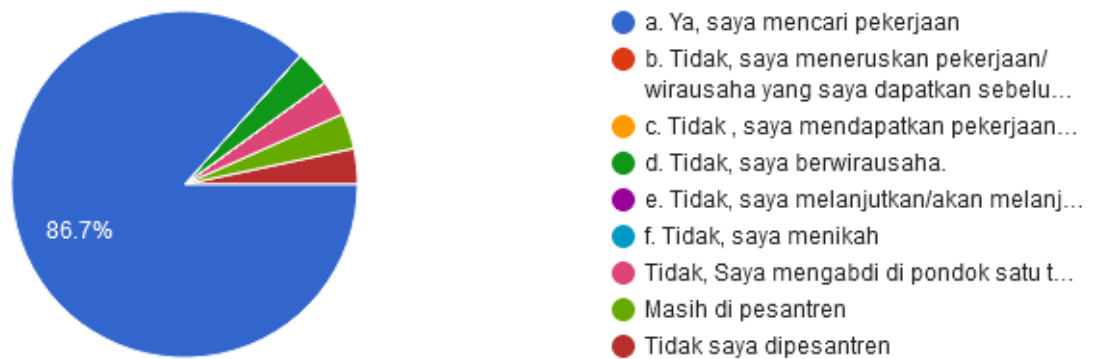 86.7%
a. Ya, saya mencari pekerjaan
b. Tidak, saya meneruskan pekerjaan/
wirausaha yang saya dapatkan sebelu...
c. Tidak , saya mendapatkan pekerjaan...
d. Tidak, saya berwirausaha.
e. Tidak, saya melanjutkan/akan melanj...
f. Tidak, saya menikah
Tidak, Saya mengabdi di pondok satu t...
Masih di pesantren
Tidak saya dipesantren